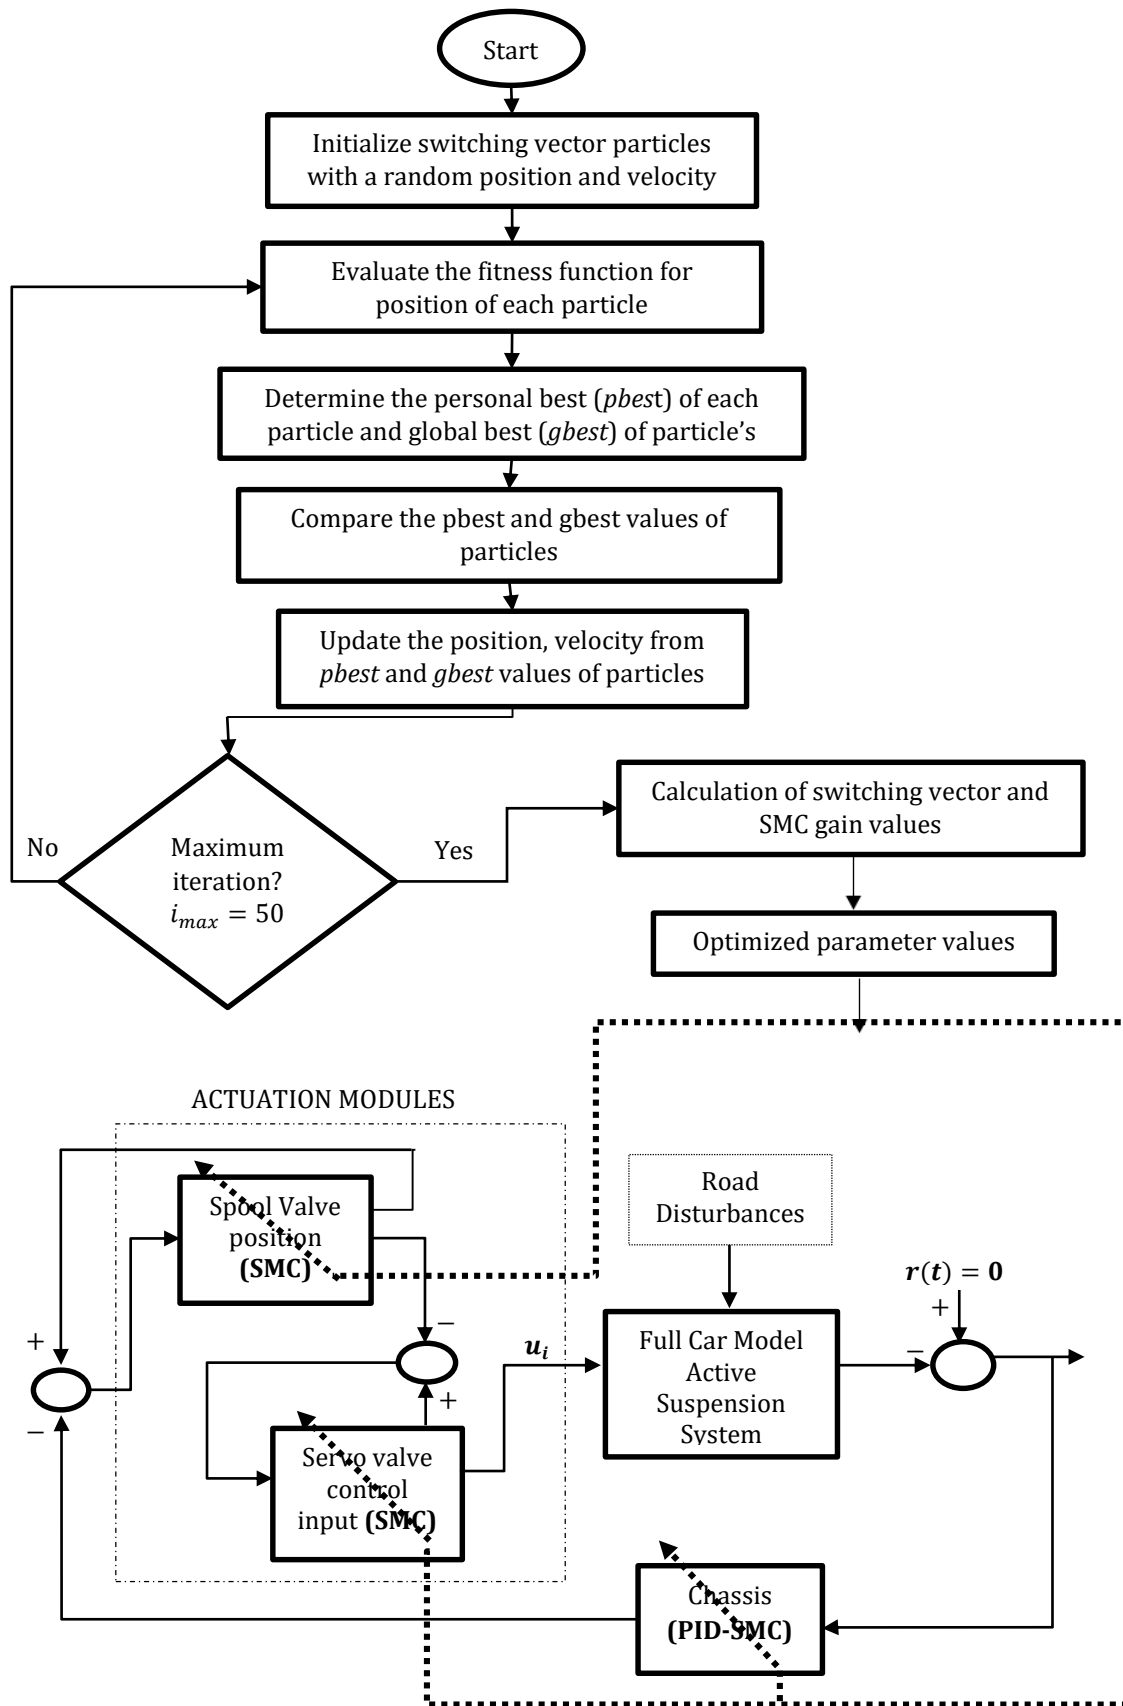 Start
Initialize switching vector particles
with a random position and velocity
Evaluate the fitness function for
position of each particle
Determine the personal best (pbest) of each
particle and global best (gbest) of particle's
Compare the pbest and gbest values of
particles
Update the position, velocity from
pbest and gbest values of particles
No
Maximum
iteration?
i_max = 50
Yes
Calculation of switching vector and
SMC gain values
Optimized parameter values
ACTUATION MODULES
Spool Valve
position
(SMC)
Road
Disturbances
r(t) = 0
+
−
+
u_i
Full Car Model
Active
Suspension
System
−
+
−
Servo valve
control
input (SMC)
Chassis
(PID-SMC)